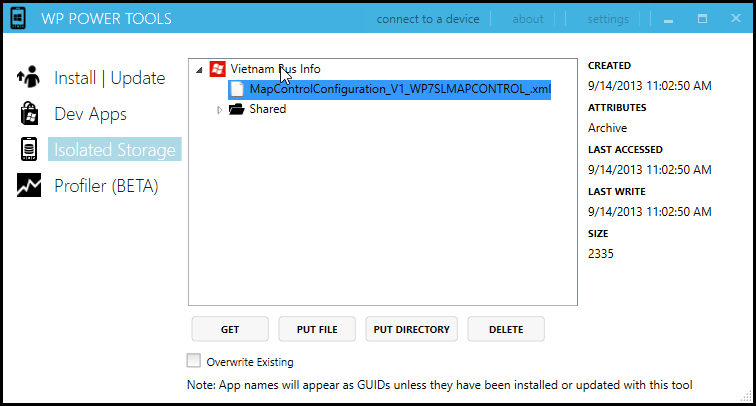 WP POWER TOOLS
connect to a device | about | settings
Install | Update
Dev Apps
Isolated Storage
Profiler (BETA)
Vietnam Bus Info
MapControlConfiguration_V1_WP7SLMAPCONTROL_.xml
Shared
CREATED
9/14/2013 11:02:50 AM
ATTRIBUTES
Archive
LAST ACCESSED
9/14/2013 11:02:50 AM
LAST WRITE
9/14/2013 11:02:50 AM
SIZE
2335
GET
PUT FILE
PUT DIRECTORY
DELETE
Overwrite Existing
Note: App names will appear as GUIDs unless they have been installed or updated with this tool